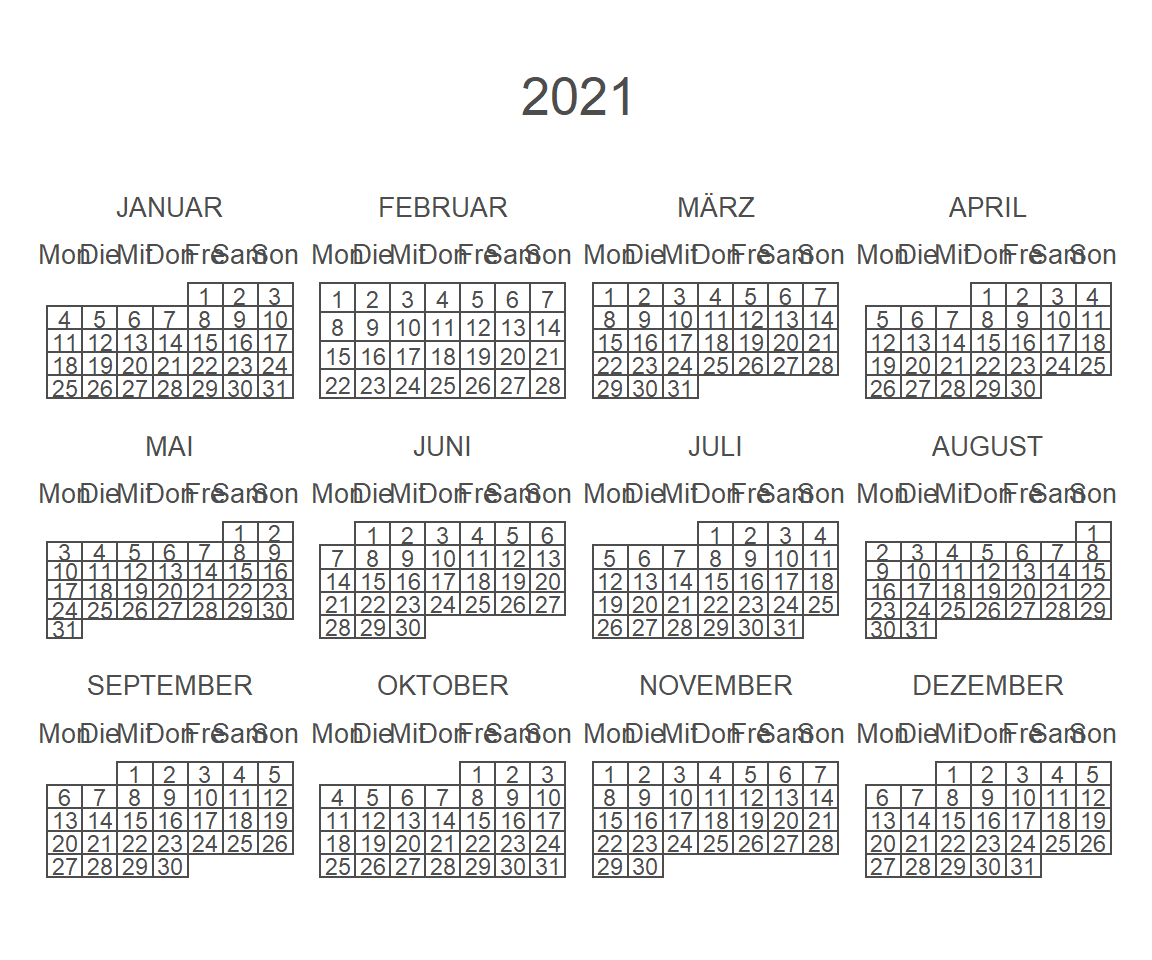 2021
JANUAR FEBRUAR MÄRZ APRIL
Mon Die Mit Don Fre Sam Son Mon Die Mit Don Fre Sam Son Mon Die Mit Don Fre Sam Son Mon Die Mit Don Fre Sam Son
1 2 3 1 2 3 4 5 6 7 1 2 3 4 5 6 7 1 2 3 4
4 5 6 7 8 9 10 8 9 10 11 12 13 14 8 9 10 11 12 13 14 5 6 7 8 9 10 11
11 12 13 14 15 16 17 15 16 17 18 19 20 21 15 16 17 18 19 20 21 12 13 14 15 16 17 18
18 19 20 21 22 23 24 22 23 24 25 26 27 28 22 23 24 25 26 27 28 19 20 21 22 23 24 25
25 26 27 28 29 30 31 29 30 31 26 27 28 29 30
MAI JUNI JULI AUGUST
Mon Die Mit Don Fre Sam Son Mon Die Mit Don Fre Sam Son Mon Die Mit Don Fre Sam Son Mon Die Mit Don Fre Sam Son
1 2 1 2 3 4 5 6 1 2 3 4 1
3 4 5 6 7 8 9 7 8 9 10 11 12 13 5 6 7 8 9 10 11 2 3 4 5 6 7 8
10 11 12 13 14 15 16 14 15 16 17 18 19 20 12 13 14 15 16 17 18 9 10 11 12 13 14 15
17 18 19 20 21 22 23 21 22 23 24 25 26 27 19 20 21 22 23 24 25 16 17 18 19 20 21 22
24 25 26 27 28 29 30 28 29 30 26 27 28 29 30 31 23 24 25 26 27 28 29
31 30 31
SEPTEMBER OKTOBER NOVEMBER DEZEMBER
Mon Die Mit Don Fre Sam Son Mon Die Mit Don Fre Sam Son Mon Die Mit Don Fre Sam Son Mon Die Mit Don Fre Sam Son
1 2 3 4 5 1 2 3 1 2 3 4 5 6 7 1 2 3 4 5
6 7 8 9 10 11 12 4 5 6 7 8 9 10 8 9 10 11 12 13 14 6 7 8 9 10 11 12
13 14 15 16 17 18 19 11 12 13 14 15 16 17 15 16 17 18 19 20 21 13 14 15 16 17 18 19
20 21 22 23 24 25 26 18 19 20 21 22 23 24 22 23 24 25 26 27 28 20 21 22 23 24 25 26
27 28 29 30 25 26 27 28 29 30 31 29 30 27 28 29 30 31